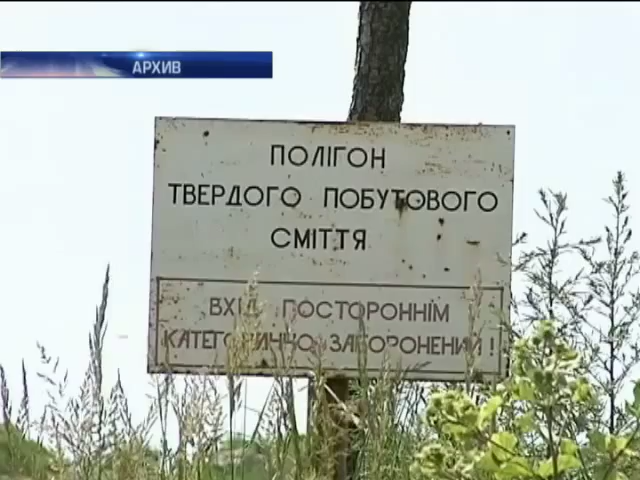 АРХИВ
ПОЛІГОН
ТВЕРДОГО ПОБУТОВОГО
СМІТТЯ
ВХІД ПОСТОРОННІМ
КАТЕГОРИЧНО ЗАБОРОНЕНИЙ!